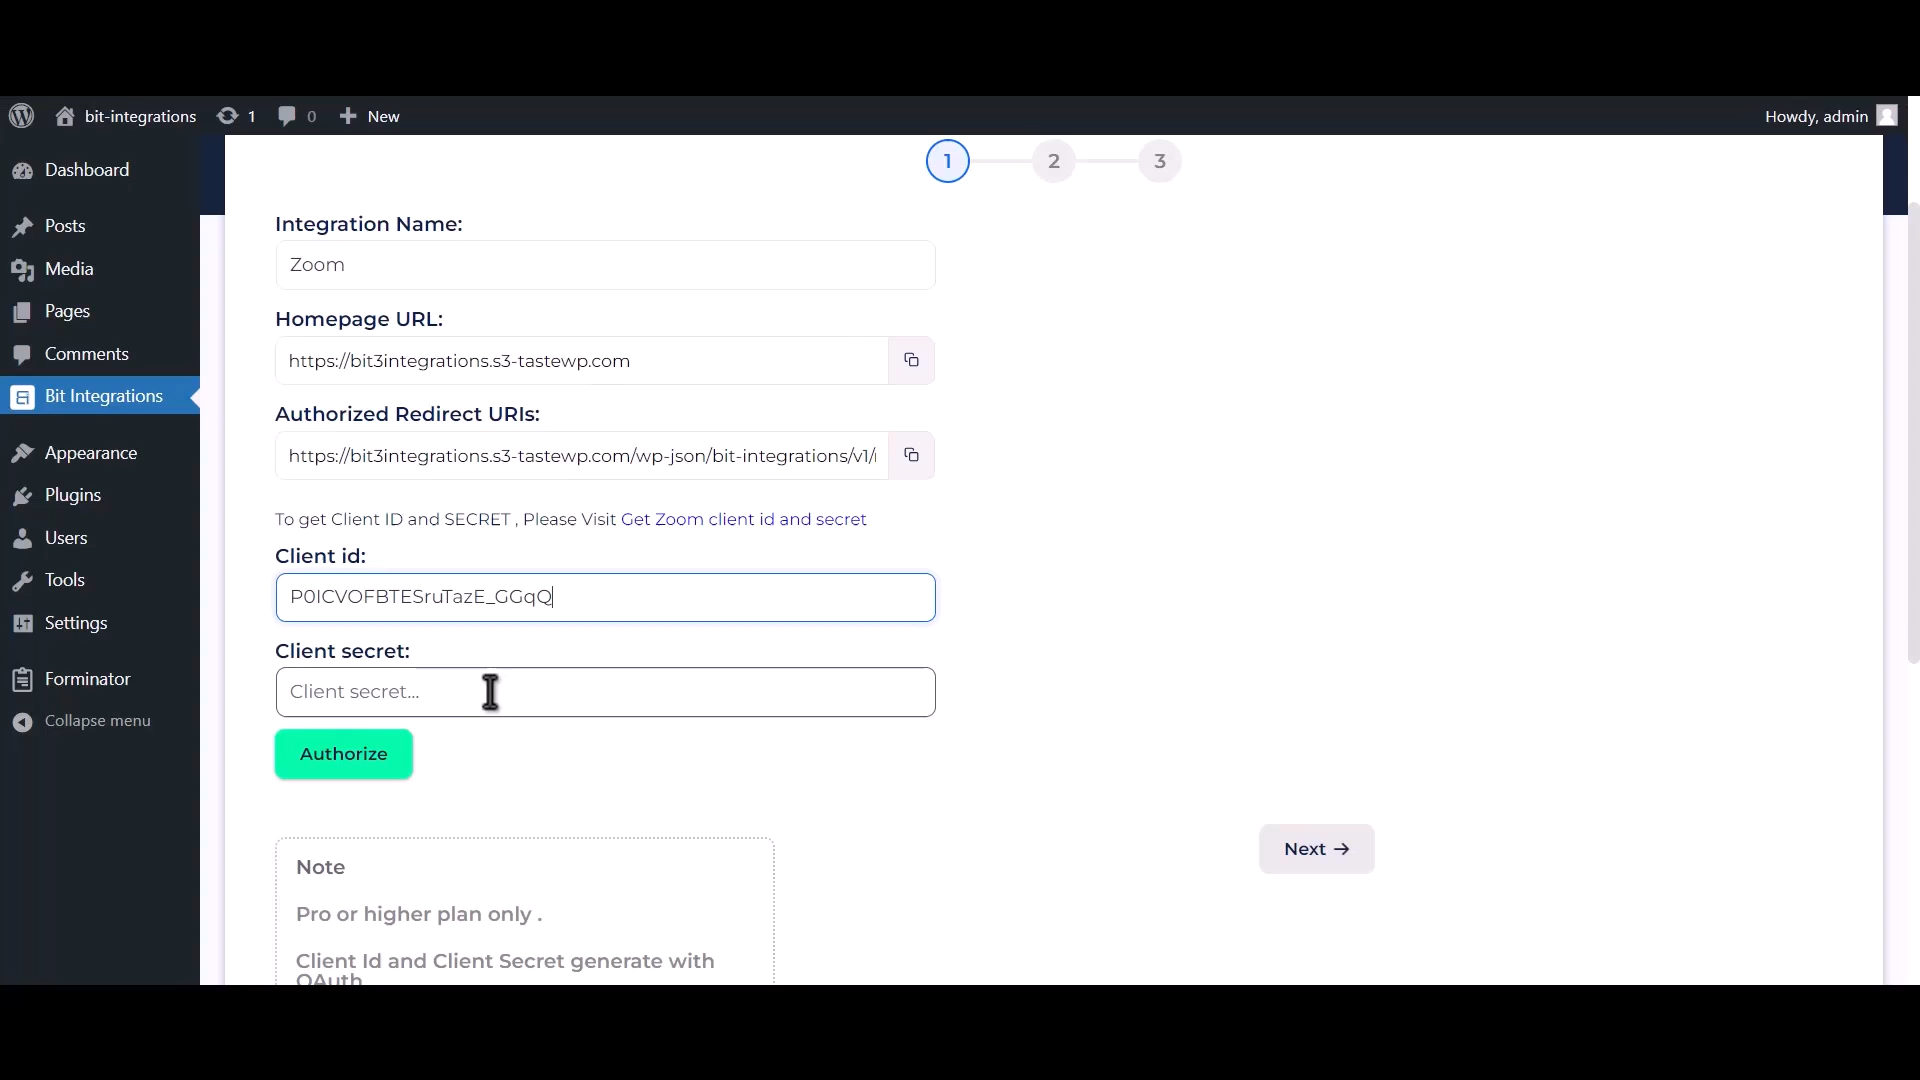 bit-integrations 1 0 New Howdy, admin
Dashboard
Posts
Media
Pages
Comments
Bit Integrations
Appearance
Plugins
Users
Tools
Settings
Forminator
Collapse menu
1 2 3
Integration Name:
Zoom
Homepage URL:
https://bit3integrations.s3-tastewp.com
Authorized Redirect URIs:
https://bit3integrations.s3-tastewp.com/wp-json/bit-integrations/v1/
To get Client ID and SECRET , Please Visit Get Zoom client id and secret
Client id:
P0ICVOFBTESruTazE_GGqQ
Client secret:
Client secret...
Authorize
Next →
Note
Pro or higher plan only .
Client Id and Client Secret generate with
OAuth